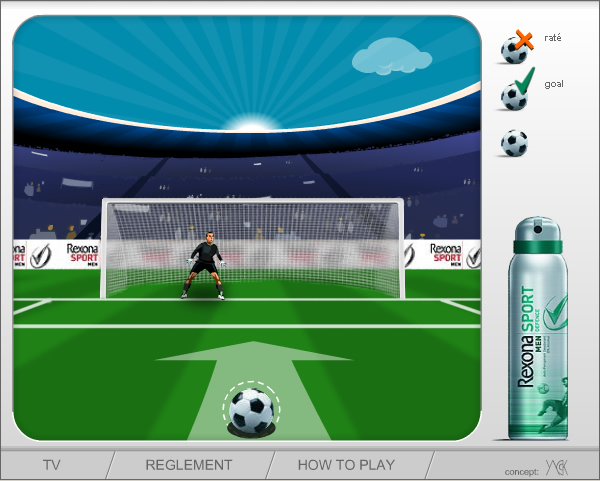 raté
goal
Rexona
SPORT
MEN
Rexona
SPORT
MEN
Rexona SPORT
MEN DEFENCE
TV
REGLEMENT
HOW TO PLAY
concept: